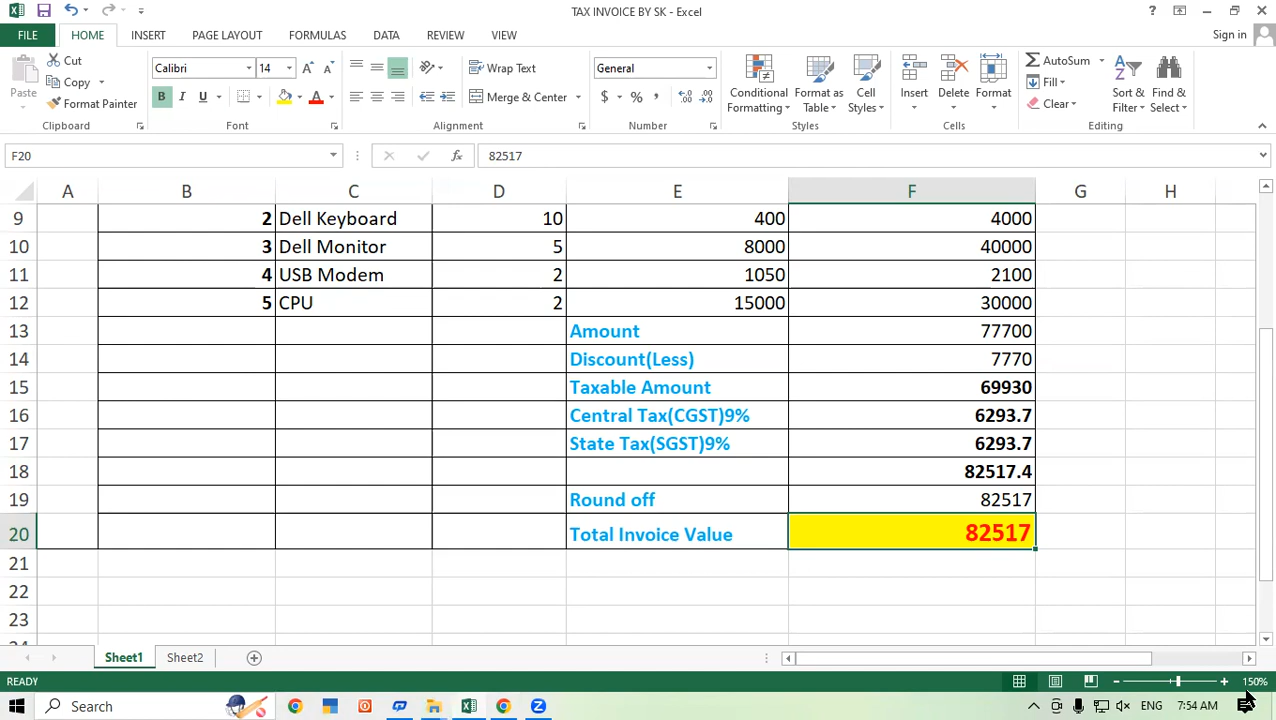 TAX INVOICE BY SK - Excel
?
FILE HOME INSERT PAGE LAYOUT FORMULAS DATA REVIEW VIEW Sign in
Paste
Cut
Copy
Format Painter
Clipboard
Calibri 14
B I U A
Font
Wrap Text
Merge & Center
Alignment
General
$ % ,
Number
Conditional Formatting
Format as Table
Cell Styles
Styles
Insert Delete Format
Cells
AutoSum
Fill
Clear
Sort & Filter
Find & Select
Editing
F20 fx 82517
A B C D E F G H
9 2 Dell Keyboard 10 400 4000
10 3 Dell Monitor 5 8000 40000
11 4 USB Modem 2 1050 2100
12 5 CPU 2 15000 30000
13 Amount 77700
14 Discount(Less) 7770
15 Taxable Amount 69930
16 Central Tax(CGST)9% 6293.7
17 State Tax(SGST)9% 6293.7
18 82517.4
19 Round off 82517
20 Total Invoice Value 82517
21
22
23
24
Sheet1 Sheet2
READY 150%
Search ENG 7:54 AM